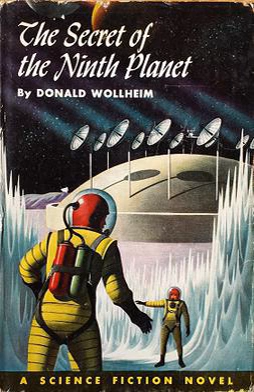 The Secret of
the Ninth Planet
By DONALD WOLLHEIM
A SCIENCE FICTION NOVEL